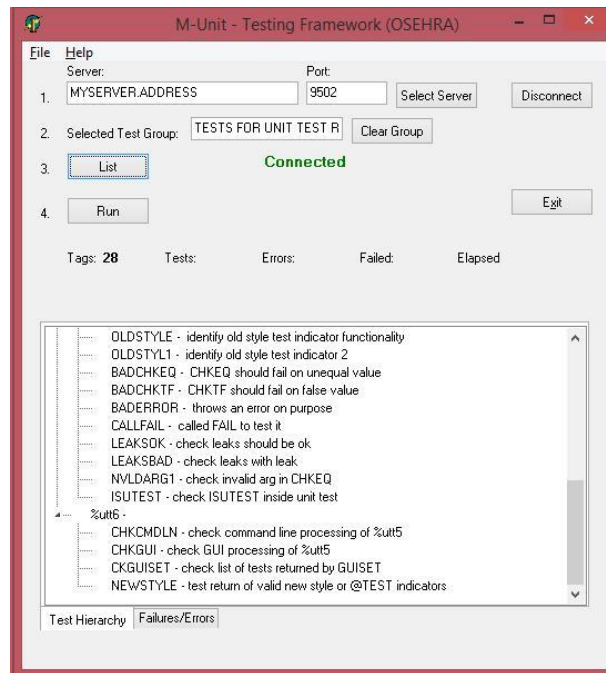 M-Unit - Testing Framework (OSEHRA)
File Help
Server: Port:
1. MYSERVER.ADDRESS 9502 Select Server Disconnect
2. Selected Test Group: TESTS FOR UNIT TEST R Clear Group
3. List Connected
4. Run Exit
Tags: 28 Tests: Errors: Failed: Elapsed
OLDSTYLE - identify old style test indicator functionality
OLDSTYL1 - identify old style test indicator 2
BADCHKEQ - CHKEQ should fail on unequal value
BADCHKTF - CHKTF should fail on false value
BADERROR - throws an error on purpose
CALLFAIL - called FAIL to test it
LEAKSOK - check leaks should be ok
LEAKSBAD - check leaks with leak
NVLDARG1 - check invalid arg in CHKEQ
ISUTEST - check ISUTEST inside unit test
%utt6 -
CHKCMDLN - check command line processing of %utt5
CHKGUI - check GUI processing of %utt5
CKGUISET - check list of tests returned by GUISET
NEWSTYLE - test return of valid new style or @TEST indicators
Test Hierarchy Failures/Errors